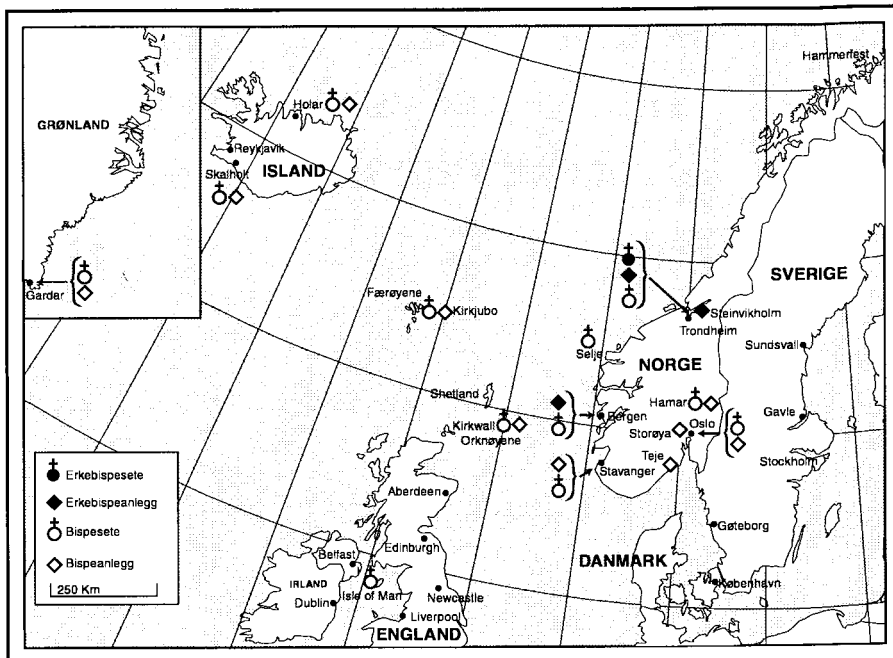 GRØNLAND
Gardar
Holar
Reykjavik
Skalholt
ISLAND
Hammerfest
SVERIGE
Færøyene
Kirkjubo
Steinvikholm
Trondheim
Selje
Sundsvall
NORGE
Shetland
Hamar
Bergen
Oslo
Gavle
Kirkwall
Orknøyene
Storøya
Teje
Stavanger
Stockholm
Aberdeen
Gøteborg
Edinburgh
DANMARK
Belfast
IRLAND
Isle of Man
København
Newcastle
Dublin
Liverpool
ENGLAND
Erkebispesete
Erkebispeanlegg
Bispesete
Bispeanlegg
250 Km